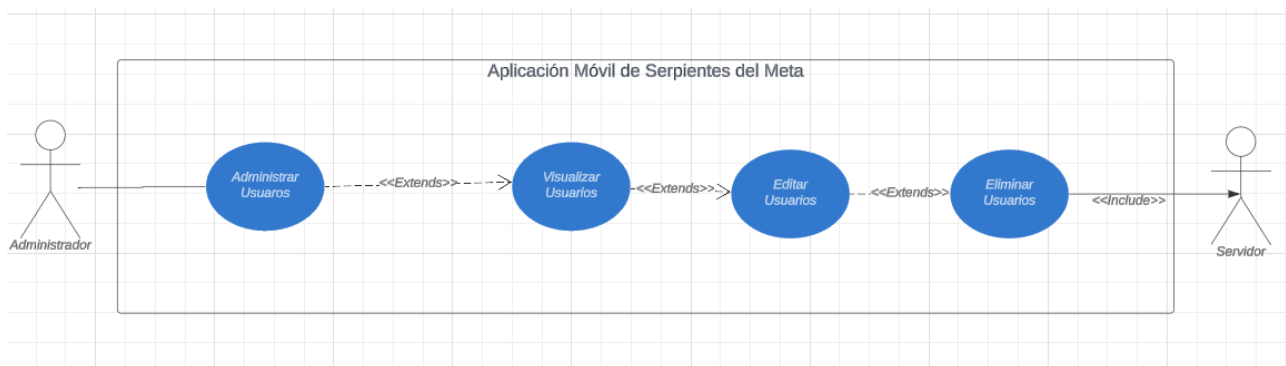 Aplicación Móvil de Serpientes del Meta
Administrar
Usuaros
<<Extends>>
Visualizar
Usuarios
<<Extends>>
Editar
Usuarios
<<Extends>>
Eliminar
Usuarios
<<Include>>
Administrador
Servidor